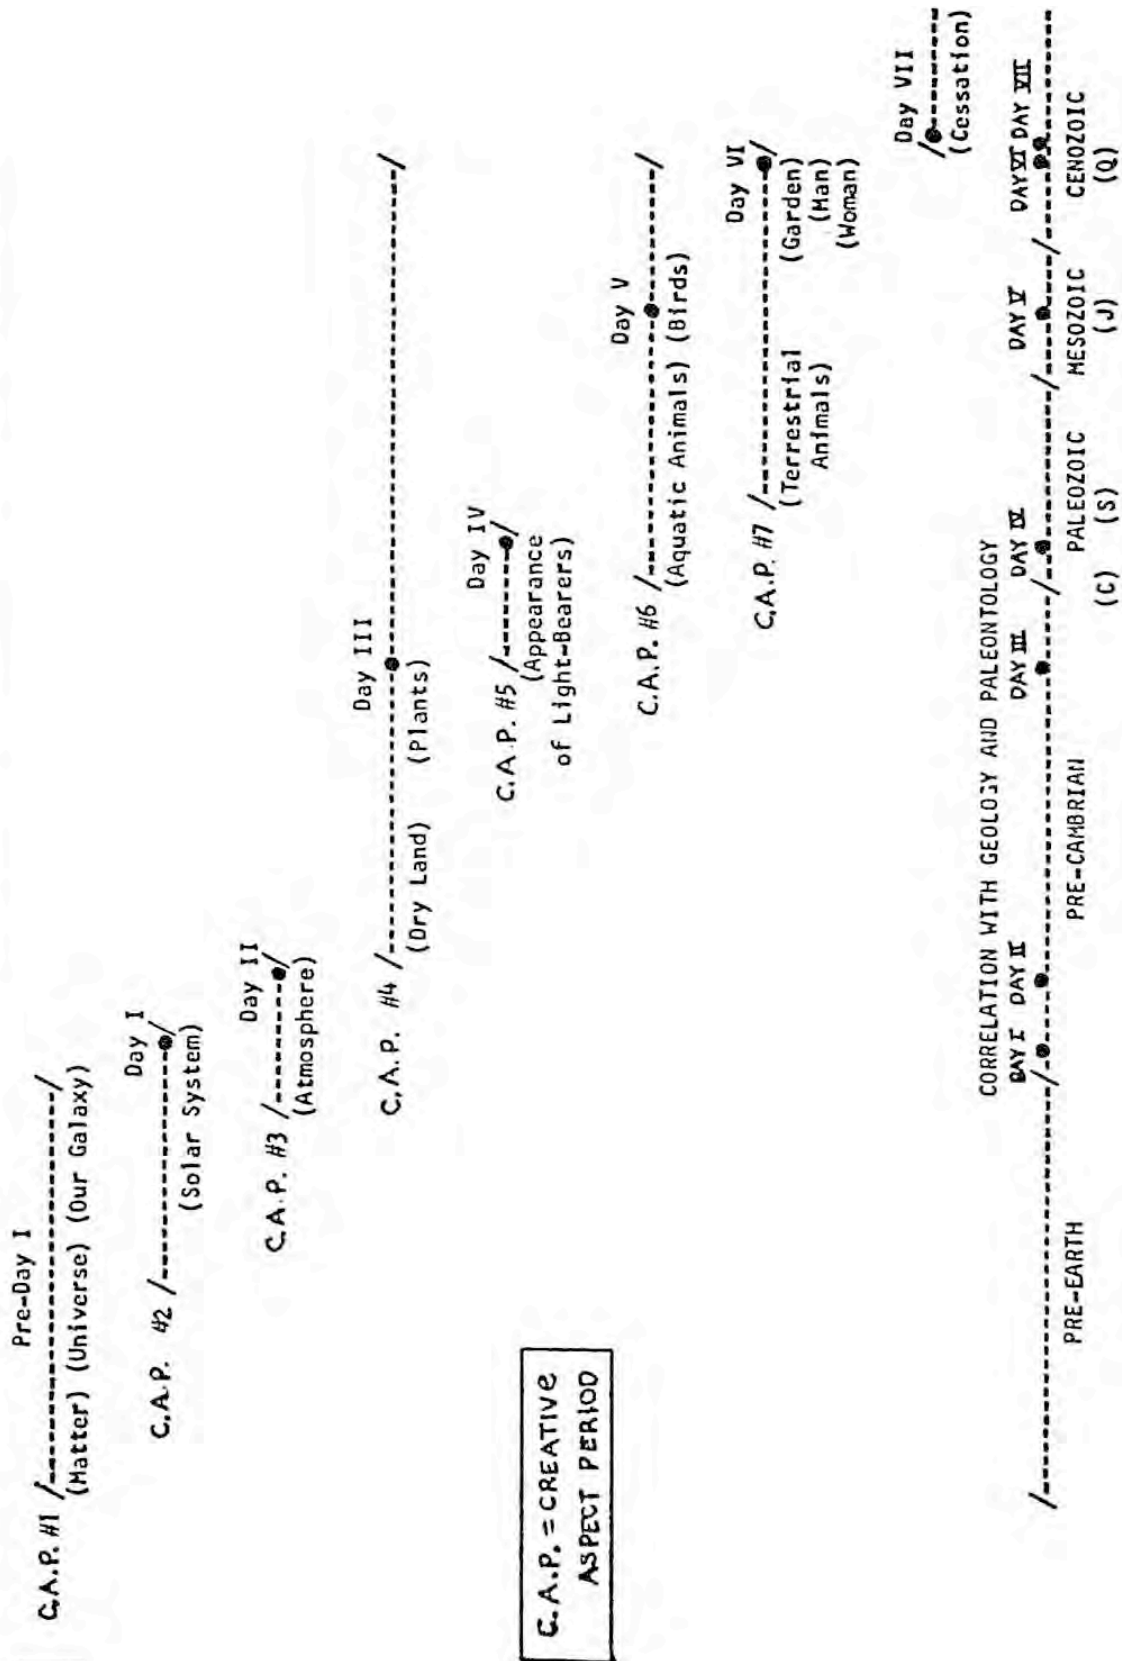 Pre-Day I
C.A.P. #1
(Matter) (Universe) (Our Galaxy)
Day I
C.A.P. #2
(Solar System)
Day II
C.A.P. #3
(Atmosphere)
Day III
C.A.P. #4
(Dry Land) (Plants)
Day IV
C.A.P. #5
(Appearance
of Light-Bearers)
Day V
C.A.P. #6
(Aquatic Animals) (Birds)
Day VI
C.A.P. #7
(Terrestrial
Animals)
(Garden)
(Man)
(Woman)
Day VII
(Cessation)
C.A.P. = CREATIVE
ASPECT PERIOD
CORRELATION WITH GEOLOGY AND PALEONTOLOGY
DAY I DAY II DAY III DAY IV DAY V DAY VI DAY VII
PRE-EARTH PRE-CAMBRIAN PALEOZOIC MESOZOIC CENOZOIC
(C) (S) (J) (Q)